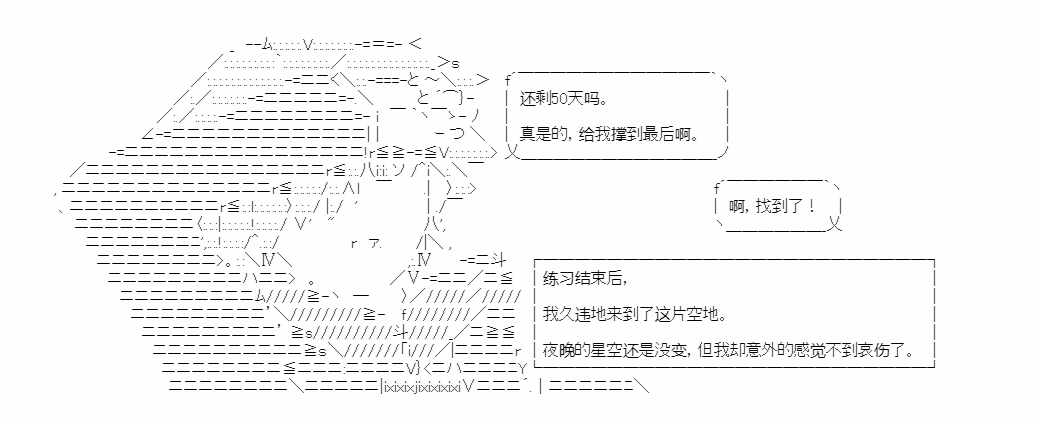 还剩50天吗。
真是的，给我撑到最后啊。
啊，找到了！
练习结束后，
我久违地来到了这片空地。
夜晚的星空还是没变，但我却意外的感觉不到哀伤了。